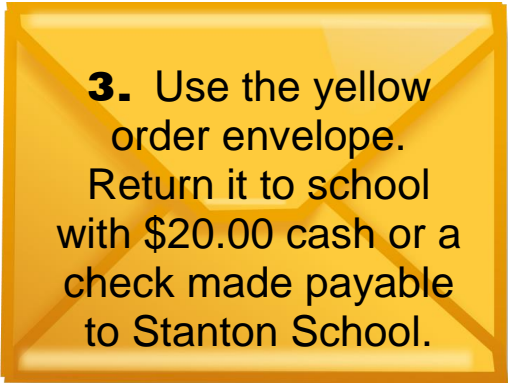 3. Use the yellow
order envelope.
Return it to school
with $20.00 cash or a
check made payable
to Stanton School.